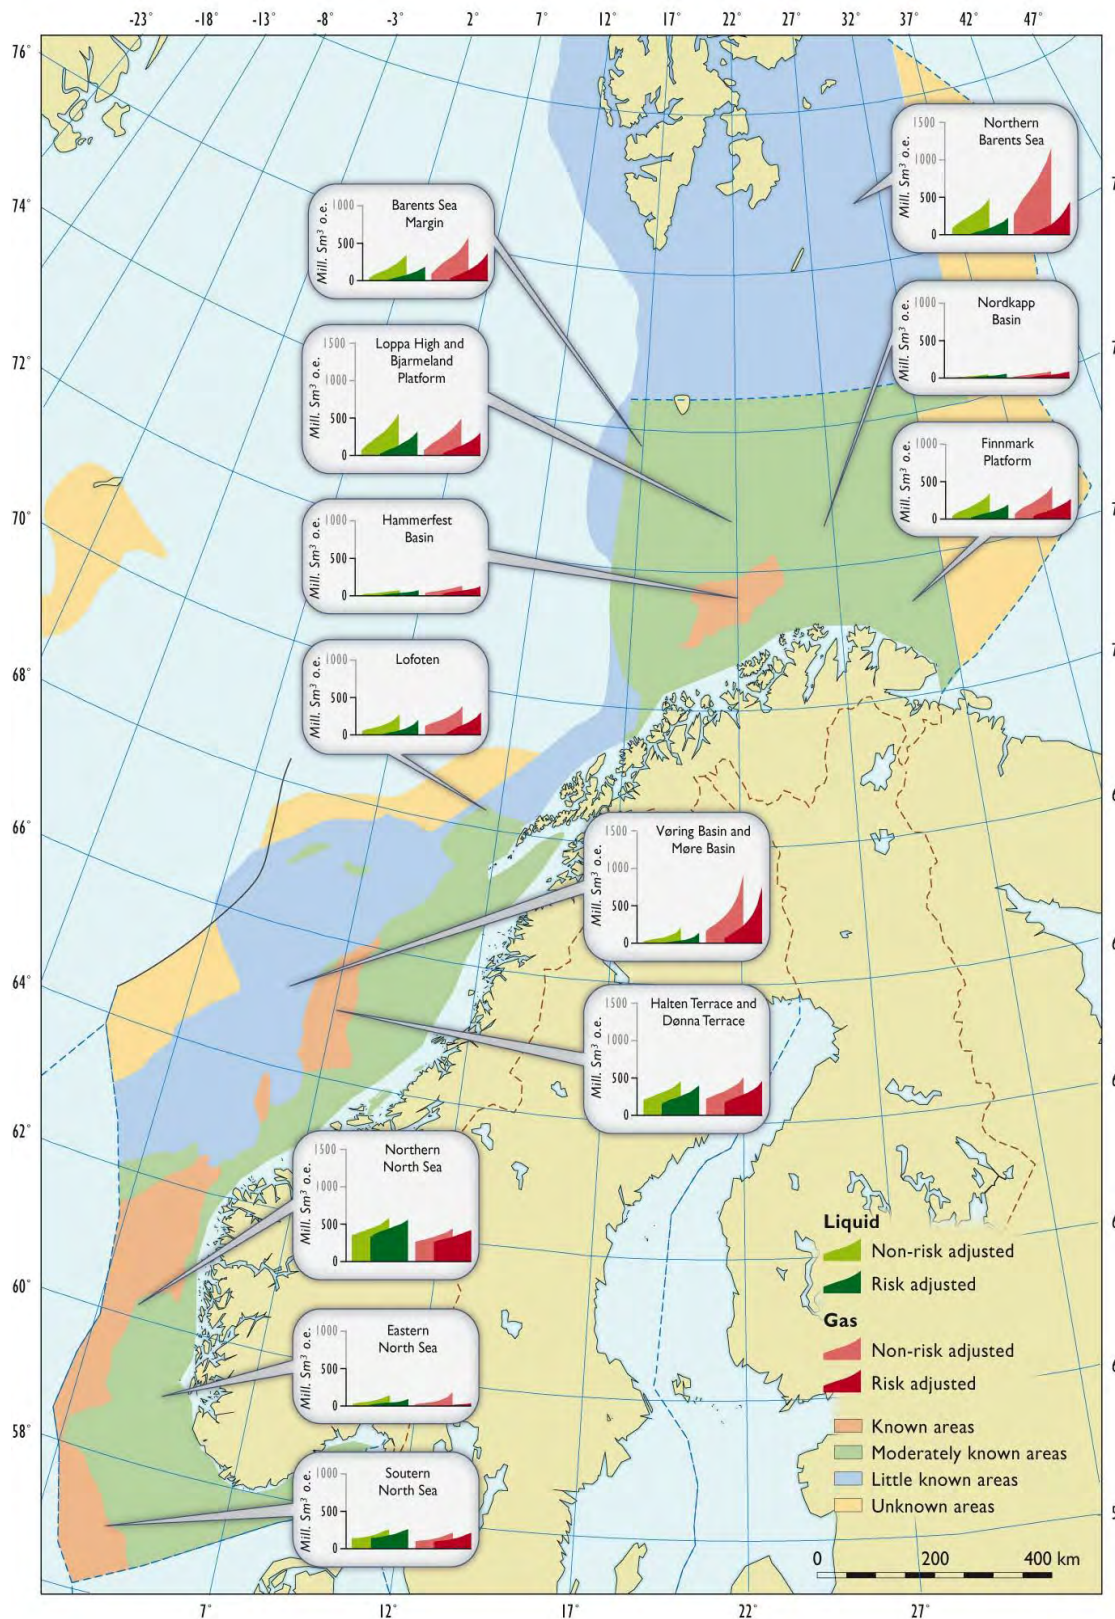 -23° -18° -13° -8° -3° 2° 7° 12° 17° 22° 27° 32° 37° 42° 47°
76°
74°
72°
70°
68°
66°
64°
62°
60°
58°
Mill. Sm³ o.e.
1500
1000
500
0
Northern
Barents Sea
Mill. Sm³ o.e.
1000
500
0
Barents Sea
Margin
Mill. Sm³ o.e.
1000
500
0
Nordkapp
Basin
Mill. Sm³ o.e.
1500
1000
500
0
Loppa High and
Bjarmeland
Platform
Mill. Sm³ o.e.
1000
500
0
Finnmark
Platform
Mill. Sm³ o.e.
1000
500
0
Hammerfest
Basin
Mill. Sm³ o.e.
1000
500
0
Lofoten
Mill. Sm³ o.e.
1500
1000
500
0
Vøring Basin and
Møre Basin
Mill. Sm³ o.e.
1500
1000
500
0
Halten Terrace and
Dønna Terrace
Mill. Sm³ o.e.
1500
1000
500
0
Northern
North Sea
Mill. Sm³ o.e.
1000
500
0
Eastern
North Sea
Mill. Sm³ o.e.
1000
500
0
Soutern
North Sea
Liquid
Non-risk adjusted
Risk adjusted
Gas
Non-risk adjusted
Risk adjusted
Known areas
Moderately known areas
Little known areas
Unknown areas
0 200 400 km
7° 12° 17° 22° 27°